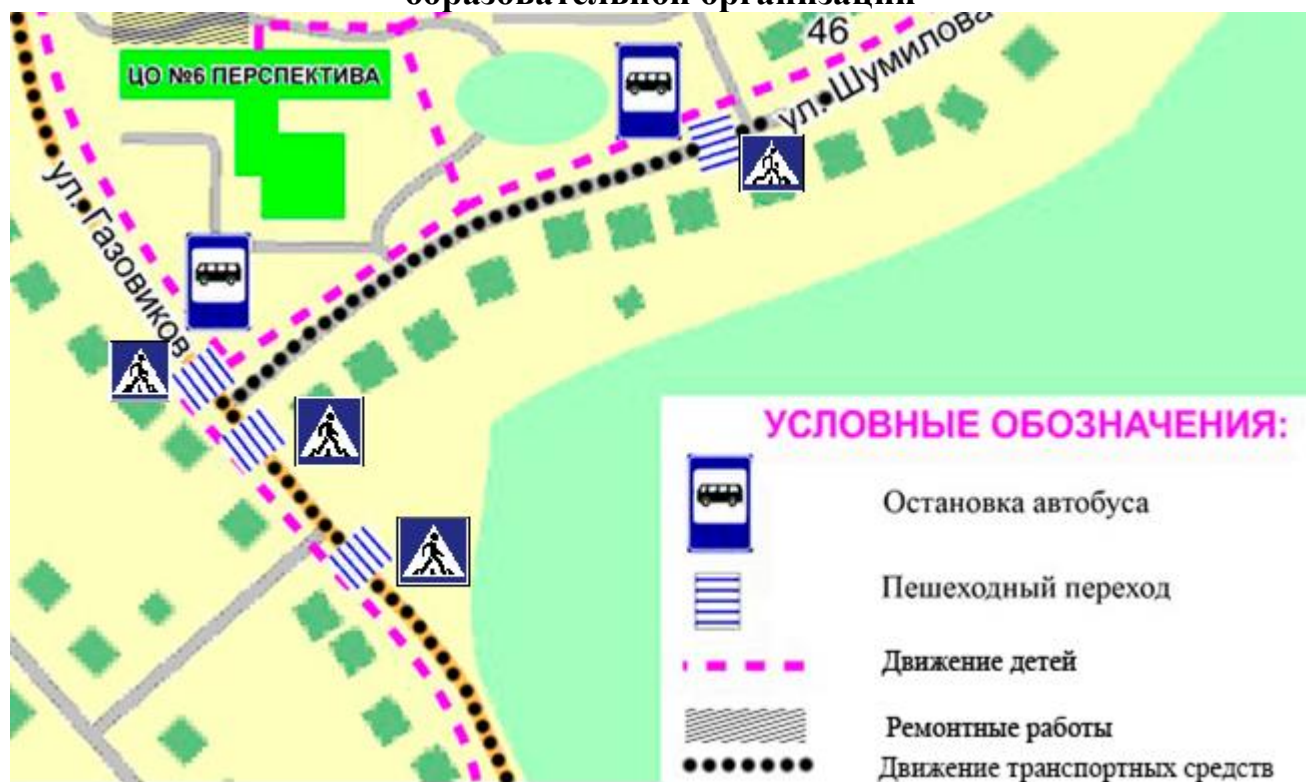 образовательной организации
46
ул. Шумилова
ЦО №6 ПЕРСПЕКТИВА
ул. Газовиков
УСЛОВНЫЕ ОБОЗНАЧЕНИЯ:
Остановка автобуса
Пешеходный переход
Движение детей
Ремонтные работы
Движение транспортных средств